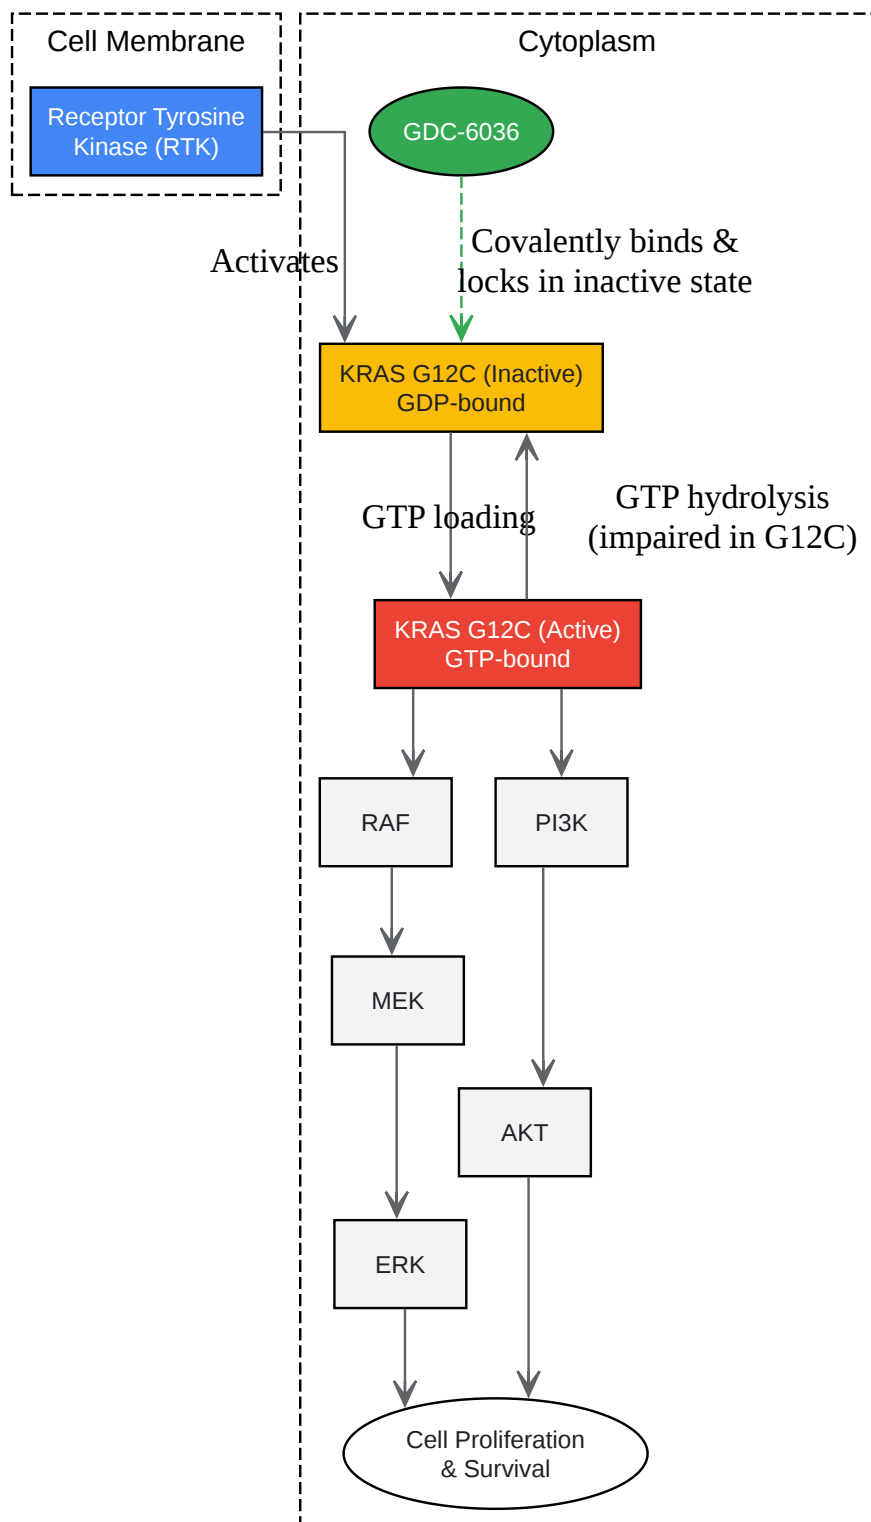 Cell Membrane
Cytoplasm
Receptor Tyrosine
Kinase (RTK)
GDC-6036
Activates
Covalently binds &
locks in inactive state
KRAS G12C (Inactive)
GDP-bound
GTP loading
GTP hydrolysis
(impaired in G12C)
KRAS G12C (Active)
GTP-bound
RAF
PI3K
MEK
AKT
ERK
Cell Proliferation
& Survival